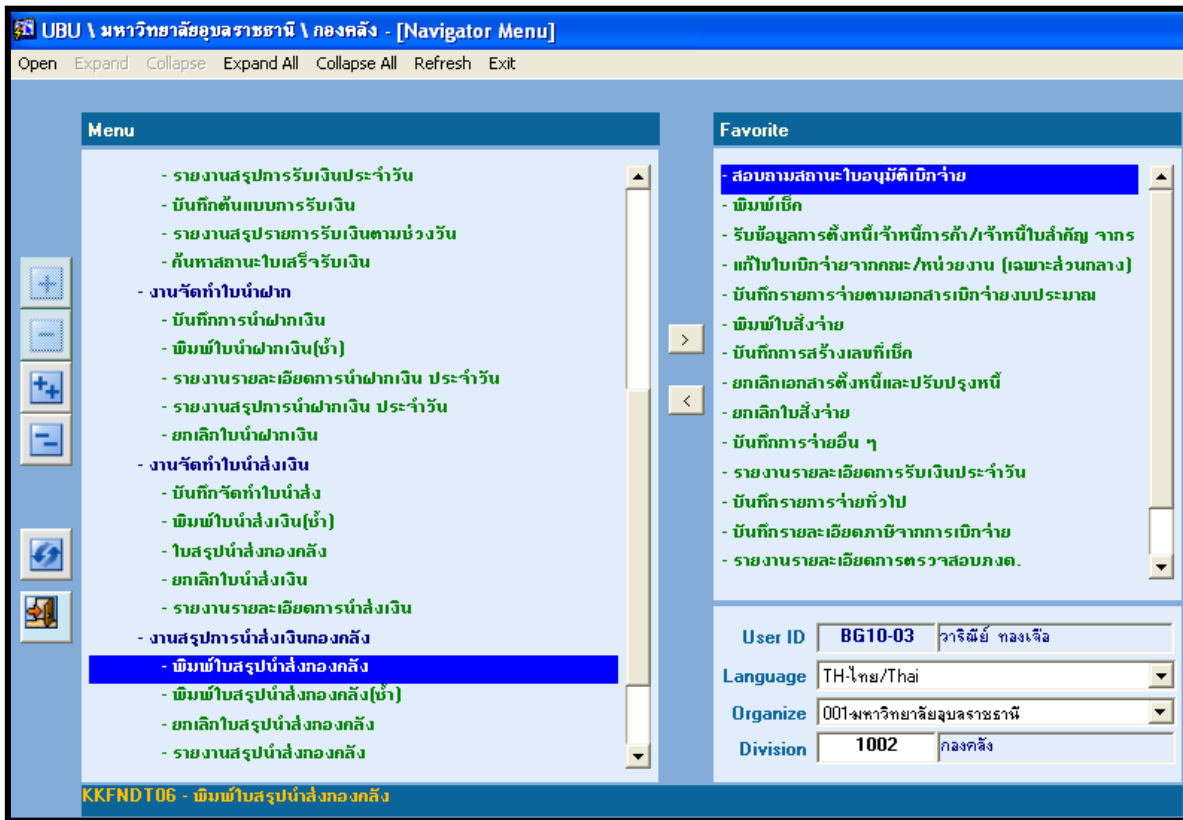 UBU \ มหาวิทยาลัยอุบลราชธานี \ กองคลัง - [Navigator Menu]
Open Expand Collapse Expand All Collapse All Refresh Exit
Menu
- รายงานสรุปการรับเงินประจำวัน
- บันทึกต้นแบบการรับเงิน
- รายงานสรุปรายการรับเงินตามช่วงวัน
- ค้นหาสถานะใบเสร็จรับเงิน
- งานจัดทำใบนำฝาก
- บันทึกการนำฝากเงิน
- พิมพ์ใบนำฝากเงิน(ซ้ำ)
- รายงานรายละเอียดการนำฝากเงิน ประจำวัน
- รายงานสรุปการนำฝากเงิน ประจำวัน
- ยกเลิกใบนำฝากเงิน
- งานจัดทำใบนำส่งเงิน
- บันทึกจัดทำใบนำส่ง
- พิมพ์ใบนำส่งเงิน(ซ้ำ)
- ใบสรุปนำส่งกองคลัง
- ยกเลิกใบนำส่งเงิน
- รายงานรายละเอียดการนำส่งเงิน
- งานสรุปการนำส่งเงินกองคลัง
- พิมพ์ใบสรุปนำส่งกองคลัง
- พิมพ์ใบสรุปนำส่งกองคลัง(ซ้ำ)
- ยกเลิกใบสรุปนำส่งกองคลัง
- รายงานสรุปนำส่งกองคลัง
>
<
Favorite
- สอบถามสถานะใบอนุมัติเบิกจ่าย
- พิมพ์เช็ค
- รับข้อมูลการตั้งหนี้เจ้าหนี้การค้า/เจ้าหนี้ใบสำคัญ จากร
- แก้ไขใบเบิกจ่ายจากคณะ/หน่วยงาน (เฉพาะส่วนกลาง)
- บันทึกรายการจ่ายตามเอกสารเบิกจ่ายงบประมาณ
- พิมพ์ใบสั่งจ่าย
- บันทึกการสร้างเลขที่เช็ค
- ยกเลิกเอกสารตั้งหนี้และปรับปรุงหนี้
- ยกเลิกใบสั่งจ่าย
- บันทึกการจ่ายอื่น ๆ
- รายงานรายละเอียดการรับเงินประจำวัน
- บันทึกรายการจ่ายทั่วไป
- บันทึกรายละเอียดภาษีจากการเบิกจ่าย
- รายงานรายละเอียดการตรวจสอบภงด.
User ID BG10-03 วาริณีย์ ทองเจือ
Language TH-ไทย/Thai
Organize 001-มหาวิทยาลัยอุบลราชธานี
Division 1002 กองคลัง
KKFNDT06 - พิมพ์ใบสรุปนำส่งกองคลัง